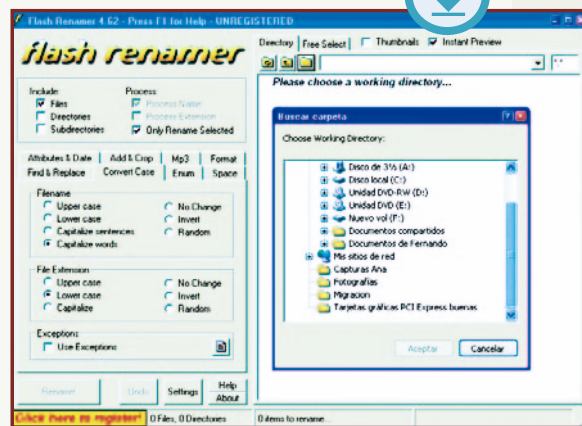 Flash Renamer 4.62 - Press F1 for Help - UNREGISTERED
flash renamer
Directory Free Select Thumbnails Instant Preview
*.*
Please choose a working directory...
Include: Process:
Files Process Name
Directories Process Extension
Subdirectories Only Rename Selected
Attributes & Date Add & Crop Mp3 Format
Find & Replace Convert Case Enum Space
Filename
Upper case No Change
Lower case Invert
Capitalize sentences Random
Capitalize words
File Extension
Upper case No Change
Lower case Invert
Capitalize Random
Exceptions
Use Exceptions
Rename Undo Settings Help
About
Click here to register! 0 Files, 0 Directories 0 items to rename...
Buscar carpeta
Choose Working Directory:
Disco de 3½ (A:)
Disco local (C:)
Unidad DVD-RW (D:)
Unidad DVD (E:)
Nuevo vol (F:)
Documentos compartidos
Documentos de Fernando
Mis sitios de red
Capturas Ana
Fotografías
Migracion
Tarjetas gráficas PCI Express buenas
Aceptar Cancelar